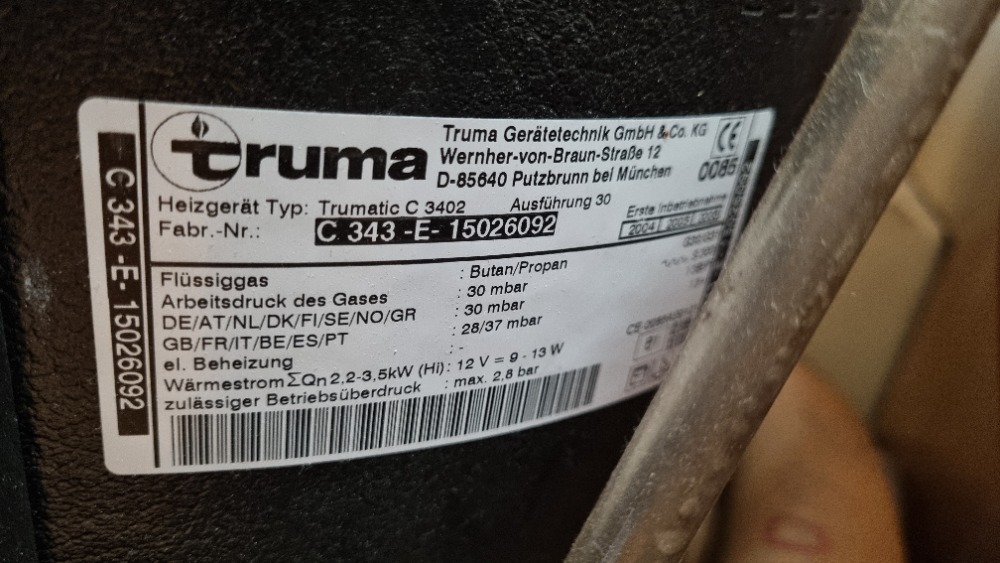 truma
Truma Gerätetechnik GmbH & Co. KG
Wernher-von-Braun-Straße 12
D-85640 Putzbrunn bei München
CE
0085
Heizgerät Typ: Trumatic C 3402 Ausführung 30
Fabr.-Nr.: C 343 -E- 15026092
Erste Inbetriebnahme
2004
C 343 -E- 15026092
Flüssiggas : Butan/Propan
Arbeitsdruck des Gases : 30 mbar
DE/AT/NL/DK/FI/SE/NO/GR : 30 mbar
GB/FR/IT/BE/ES/PT : 28/37 mbar
el. Beheizung : -
Wärmestrom ΣQn 2,2-3,5kW (Hi): 12 V = 9 - 13 W
zulässiger Betriebsüberdruck : max. 2,8 bar